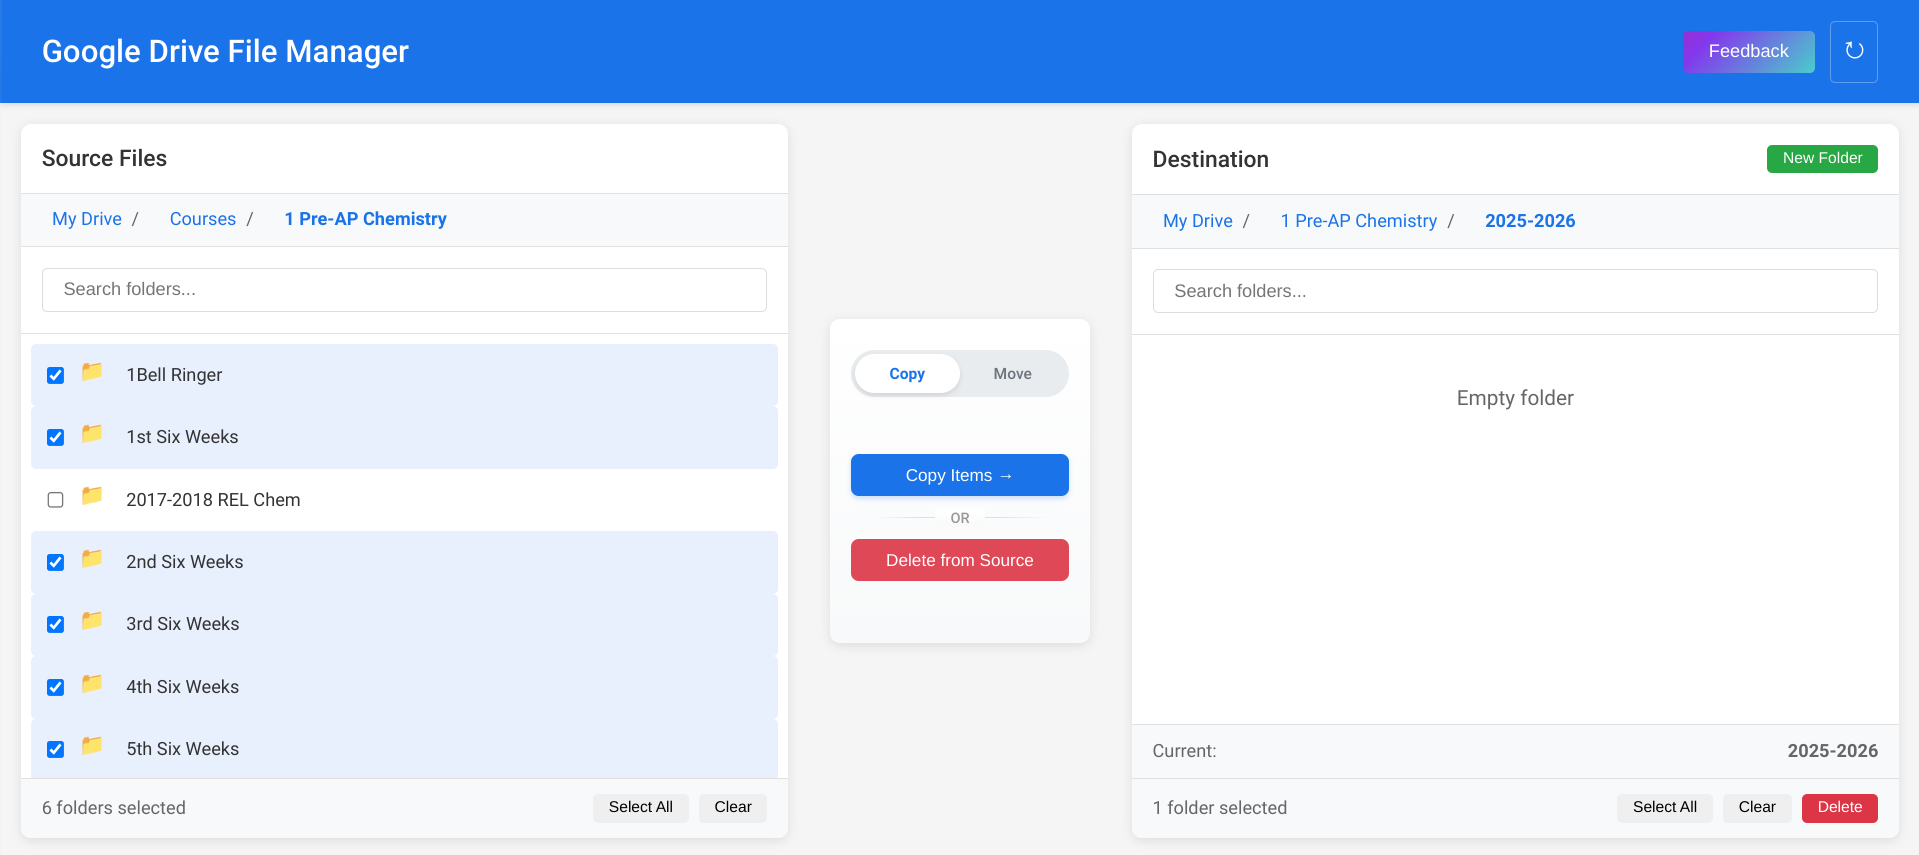 Google Drive File Manager
Feedback
Source Files
My Drive / Courses / 1 Pre-AP Chemistry
Search folders...
1Bell Ringer
1st Six Weeks
2017-2018 REL Chem
2nd Six Weeks
3rd Six Weeks
4th Six Weeks
5th Six Weeks
6 folders selected
Select All
Clear
Copy
Move
Copy Items →
OR
Delete from Source
Destination
New Folder
My Drive / 1 Pre-AP Chemistry / 2025-2026
Search folders...
Empty folder
Current: 2025-2026
1 folder selected
Select All
Clear
Delete